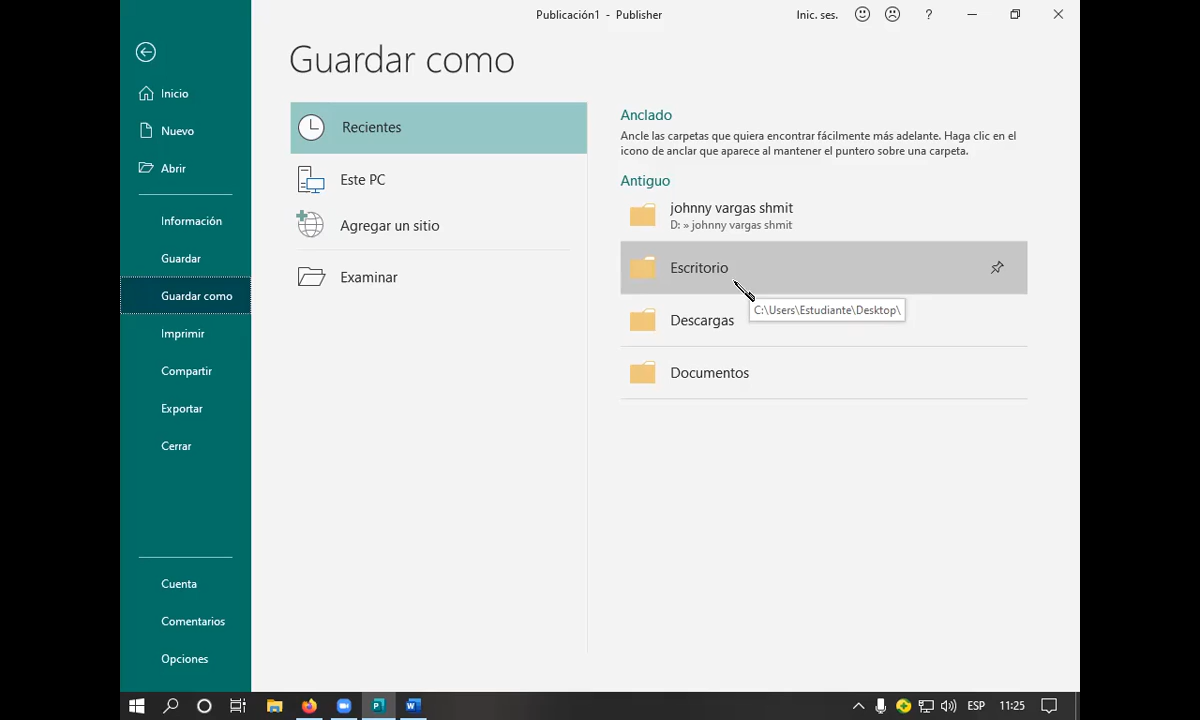 Publicación1 - Publisher
Inic. ses.
?
Guardar como
Inicio
Nuevo
Abrir
Información
Guardar
Guardar como
Imprimir
Compartir
Exportar
Cerrar
Cuenta
Comentarios
Opciones
Recientes
Este PC
Agregar un sitio
Examinar
Anclado
Ancle las carpetas que quiera encontrar fácilmente más adelante. Haga clic en el
icono de anclar que aparece al mantener el puntero sobre una carpeta.
Antiguo
johnny vargas shmit
D: » johnny vargas shmit
Escritorio
C:\Users\Estudiante\Desktop\
Descargas
Documentos
ESP
11:25